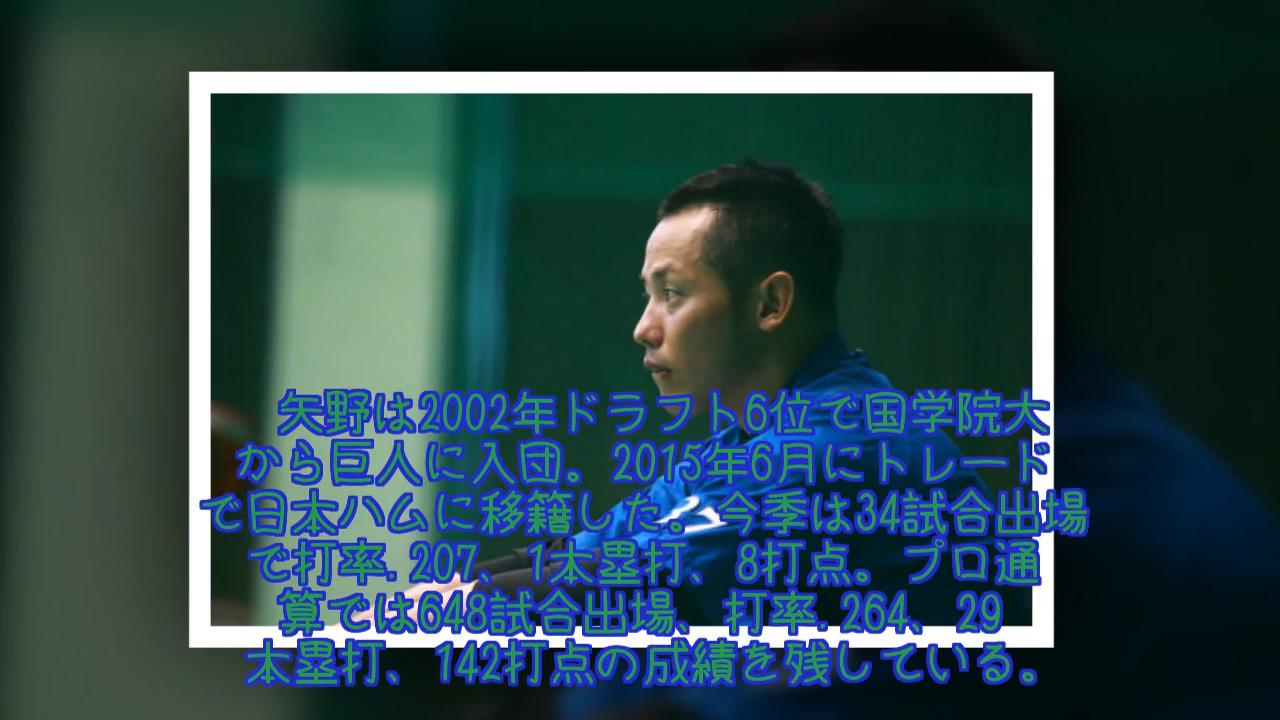 矢野は2002年ドラフト6位で国学院大
から巨人に入団。2015年6月にトレード
で日本ハムに移籍した。今季は34試合出場
で打率.207、1本塁打、8打点。プロ通
算では648試合出場、打率.264、29
本塁打、142打点の成績を残している。